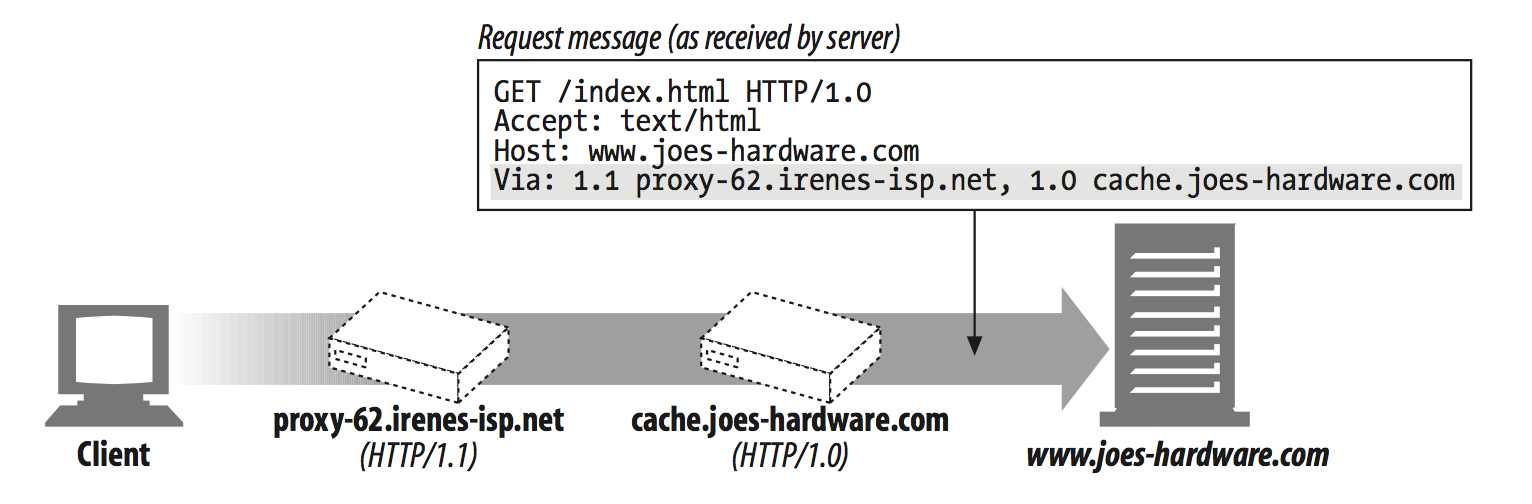 Request message (as received by server)
GET /index.html HTTP/1.0
Accept: text/html
Host: www.joes-hardware.com
Via: 1.1 proxy-62.irenes-isp.net, 1.0 cache.joes-hardware.com
proxy-62.irenes-isp.net
(HTTP/1.1)
cache.joes-hardware.com
(HTTP/1.0)
Client
www.joes-hardware.com